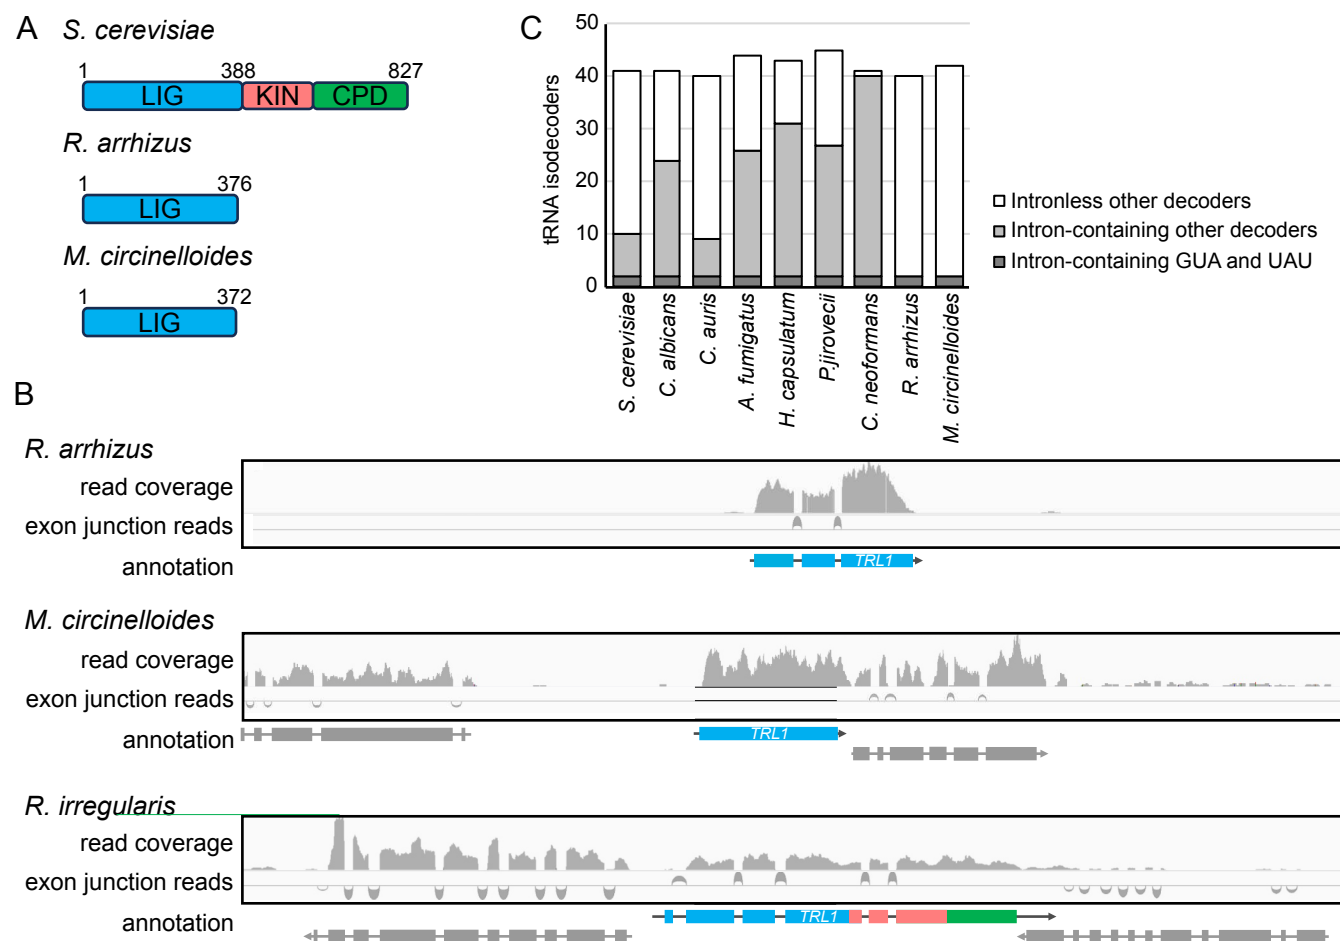 A
S. cerevisiae
1 388 827
LIG KIN CPD
R. arrhizus
1 376
LIG
M. circinelloides
1 372
LIG
C
tRNA isodecoders
50
40
30
20
10
0
S. cerevisiae
C. albicans
C. auris
A. fumigatus
H. capsulatum
P.jirovecii
C. neoformans
R. arrhizus
M. circinelloides
Intronless other decoders
Intron-containing other decoders
Intron-containing GUA and UAU
B
R. arrhizus
read coverage
exon junction reads
annotation
TRL1
M. circinelloides
read coverage
exon junction reads
annotation
TRL1
R. irregularis
read coverage
exon junction reads
annotation
TRL1